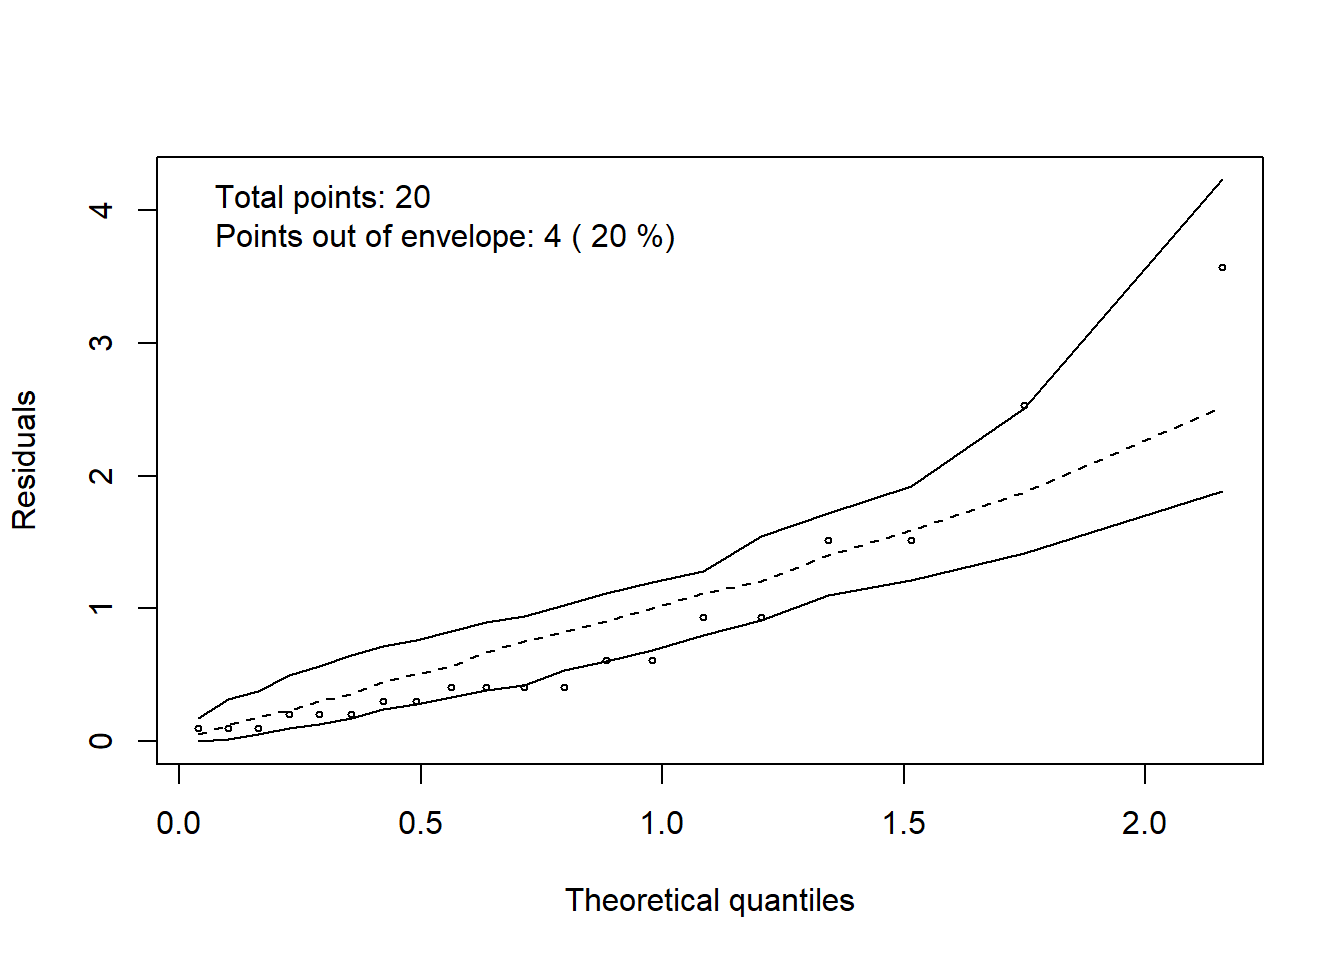 Total points: 20
Points out of envelope: 4 ( 20 %)
4
3
2
1
0
Residuals
0.0 0.5 1.0 1.5 2.0
Theoretical quantiles